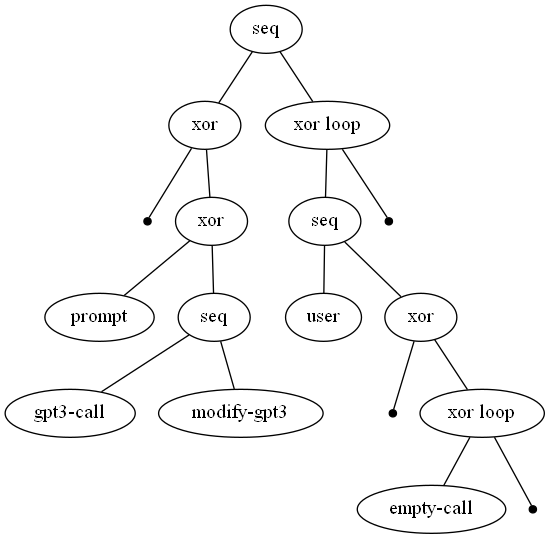 seq
xor
xor loop
xor
seq
prompt
seq
user
xor
gpt3-call
modify-gpt3
xor loop
empty-call